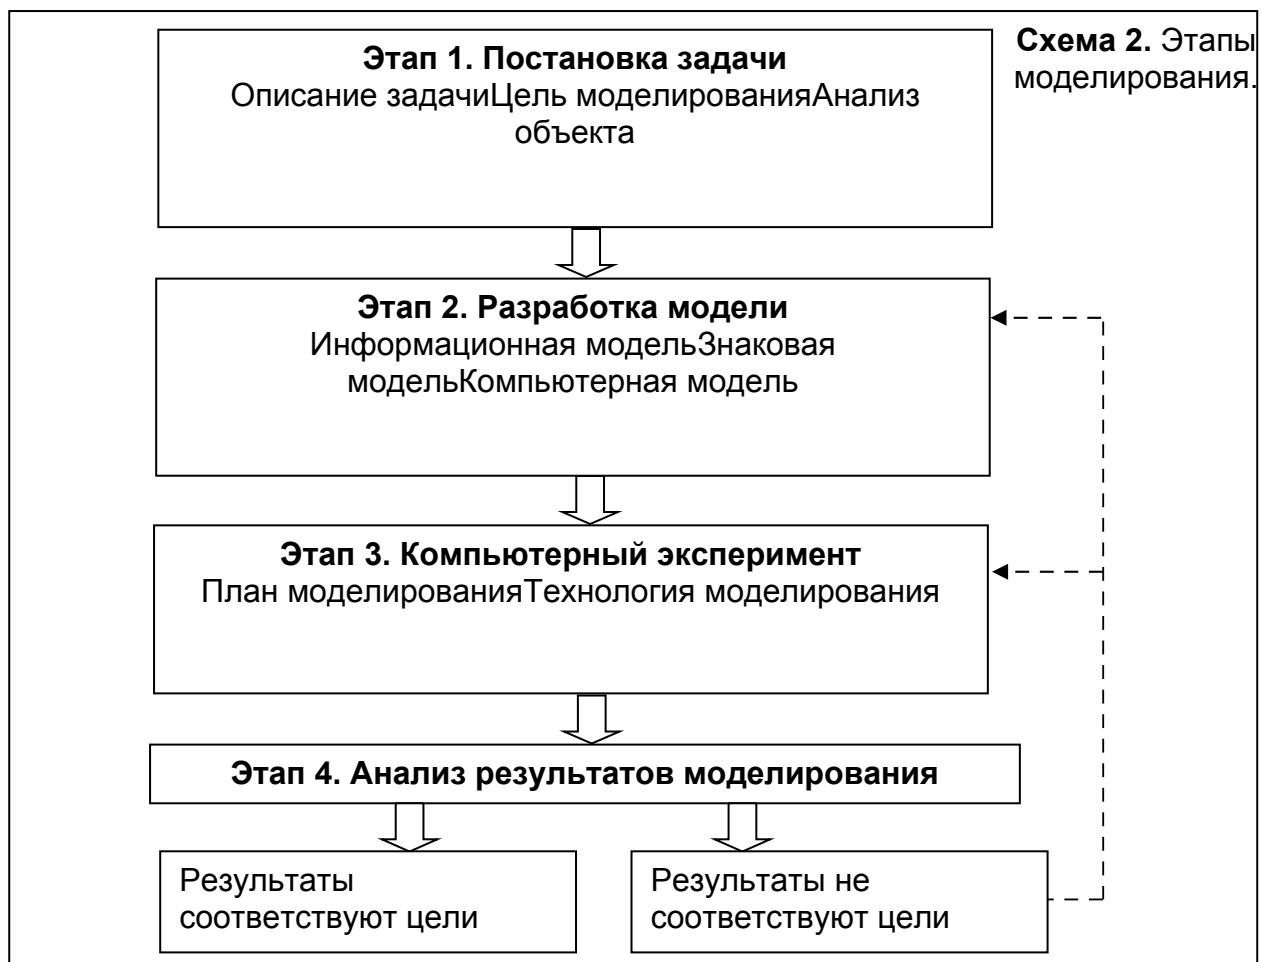 Схема 2. Этапы
моделирования.
Этап 1. Постановка задачи
Описание задачиЦель моделированияАнализ
объекта
Этап 2. Разработка модели
Информационная модельЗнаковая
модельКомпьютерная модель
Этап 3. Компьютерный эксперимент
План моделированияТехнология моделирования
Этап 4. Анализ результатов моделирования
Результаты
соответствуют цели
Результаты не
соответствуют цели